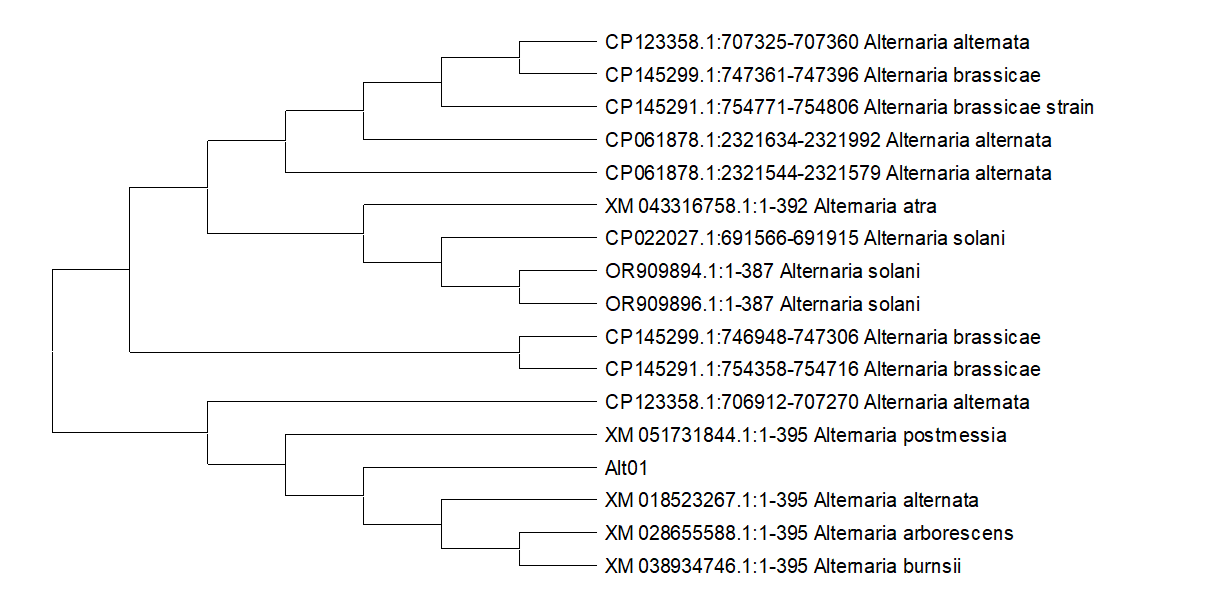 CP123358.1:707325-707360 Alternaria alternata
CP145299.1:747361-747396 Alternaria brassicae
CP145291.1:754771-754806 Alternaria brassicae strain
CP061878.1:2321634-2321992 Alternaria alternata
CP061878.1:2321544-2321579 Alternaria alternata
XM 043316758.1:1-392 Alternaria atra
CP022027.1:691566-691915 Alternaria solani
OR909894.1:1-387 Alternaria solani
OR909896.1:1-387 Alternaria solani
CP145299.1:746948-747306 Alternaria brassicae
CP145291.1:754358-754716 Alternaria brassicae
CP123358.1:706912-707270 Alternaria alternata
XM 051731844.1:1-395 Alternaria postmessia
Alt01
XM 018523267.1:1-395 Alternaria alternata
XM 028655588.1:1-395 Alternaria arborescens
XM 038934746.1:1-395 Alternaria burnsii